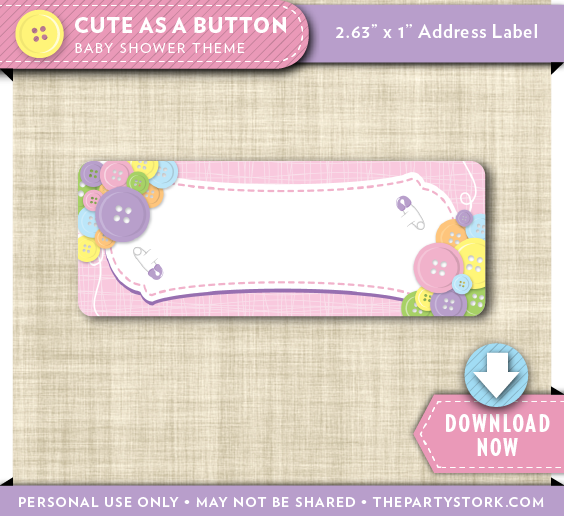 CUTE AS A BUTTON
BABY SHOWER THEME
2.63” x 1” Address Label
DOWNLOAD
NOW
PERSONAL USE ONLY • MAY NOT BE SHARED • THEPARTYSTORK.COM